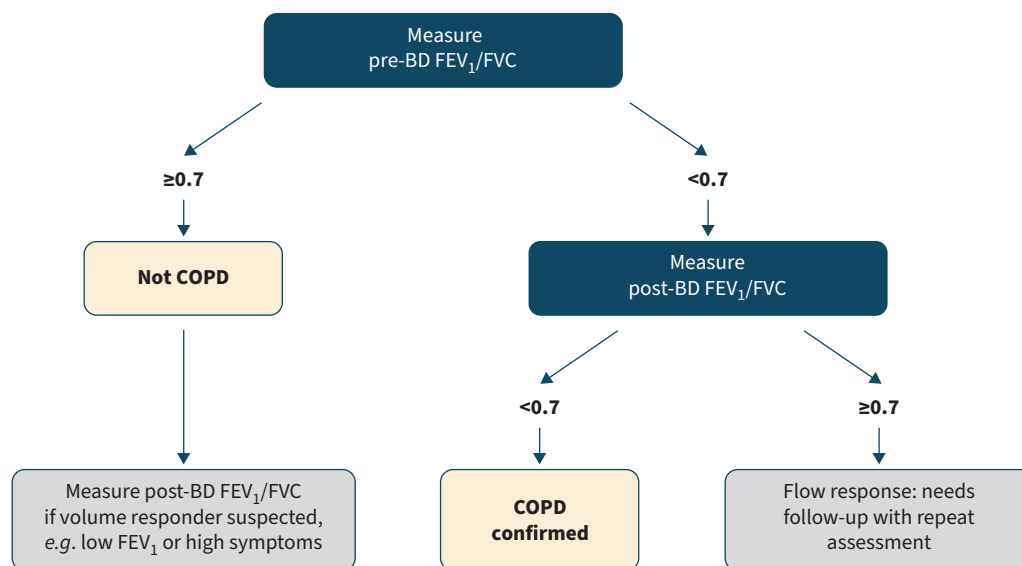 Measure
pre-BD FEV₁/FVC
≥0.7
<0.7
Not COPD
Measure
post-BD FEV₁/FVC
<0.7
≥0.7
Measure post-BD FEV₁/FVC
if volume responder suspected,
e.g. low FEV₁ or high symptoms
COPD
confirmed
Flow response: needs
follow-up with repeat
assessment